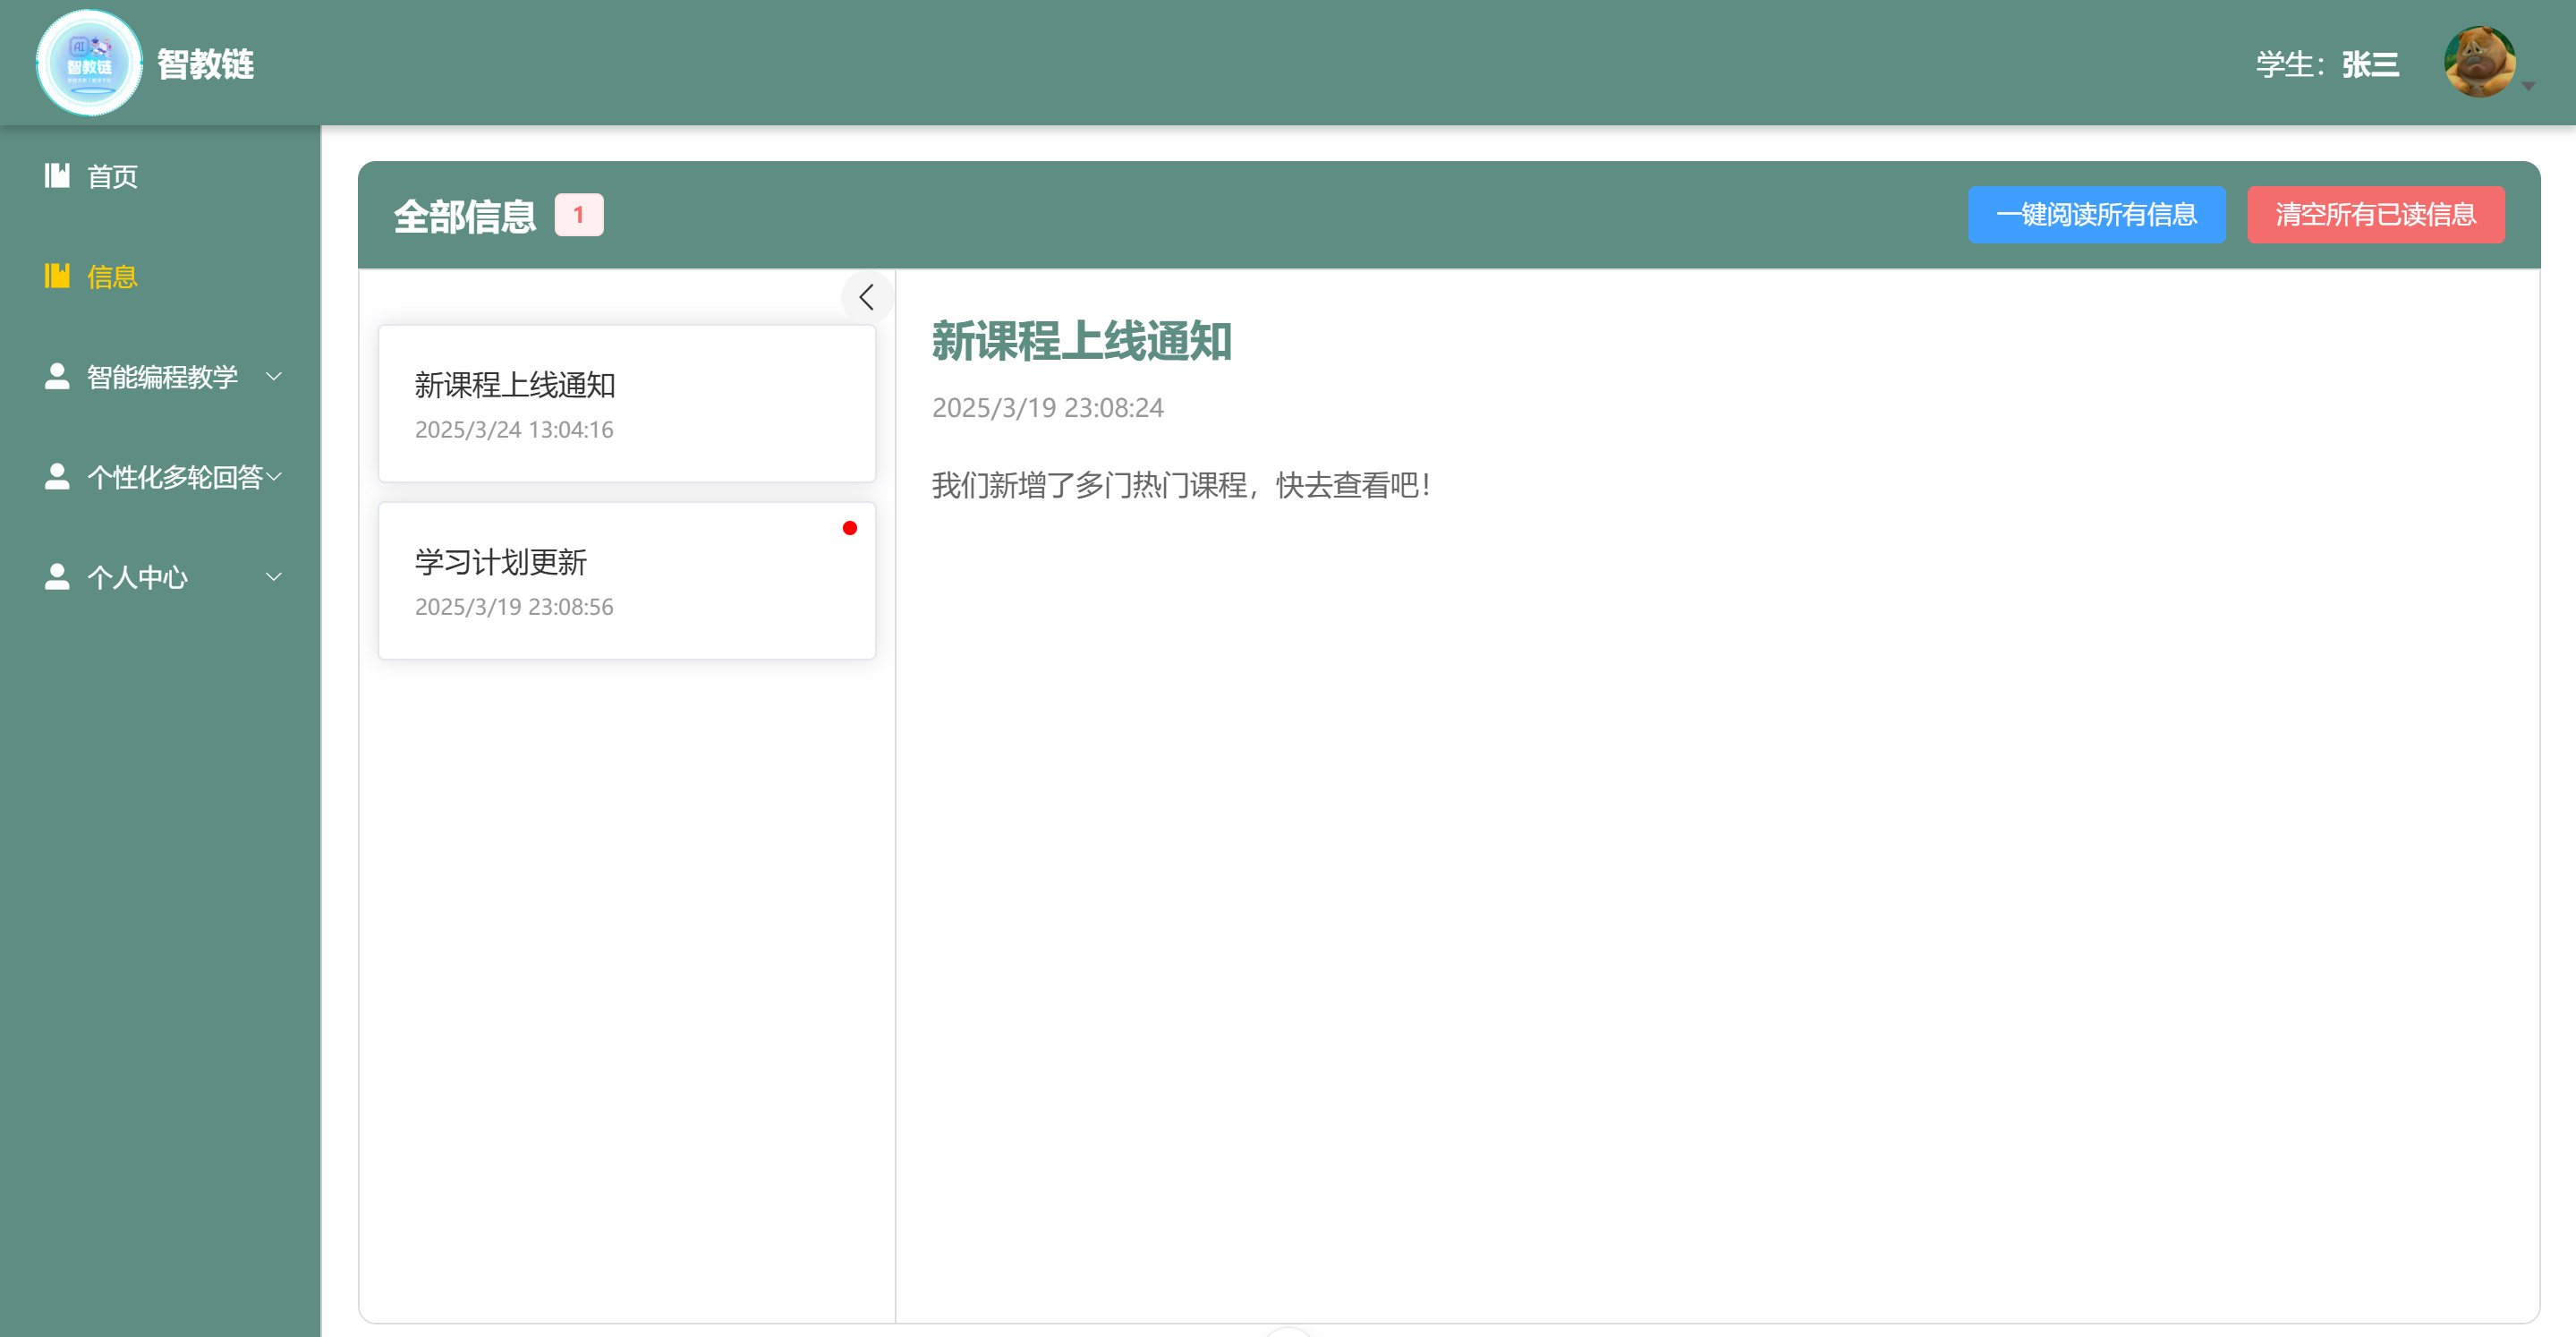 AI
智教链
智教链
学生：张三
首页
信息
智能编程教学
个性化多轮回答
个人中心
全部信息 1
一键阅读所有信息
清空所有已读信息
新课程上线通知
2025/3/24 13:04:16
学习计划更新
2025/3/19 23:08:56
新课程上线通知
2025/3/19 23:08:24
我们新增了多门热门课程，快去查看吧！